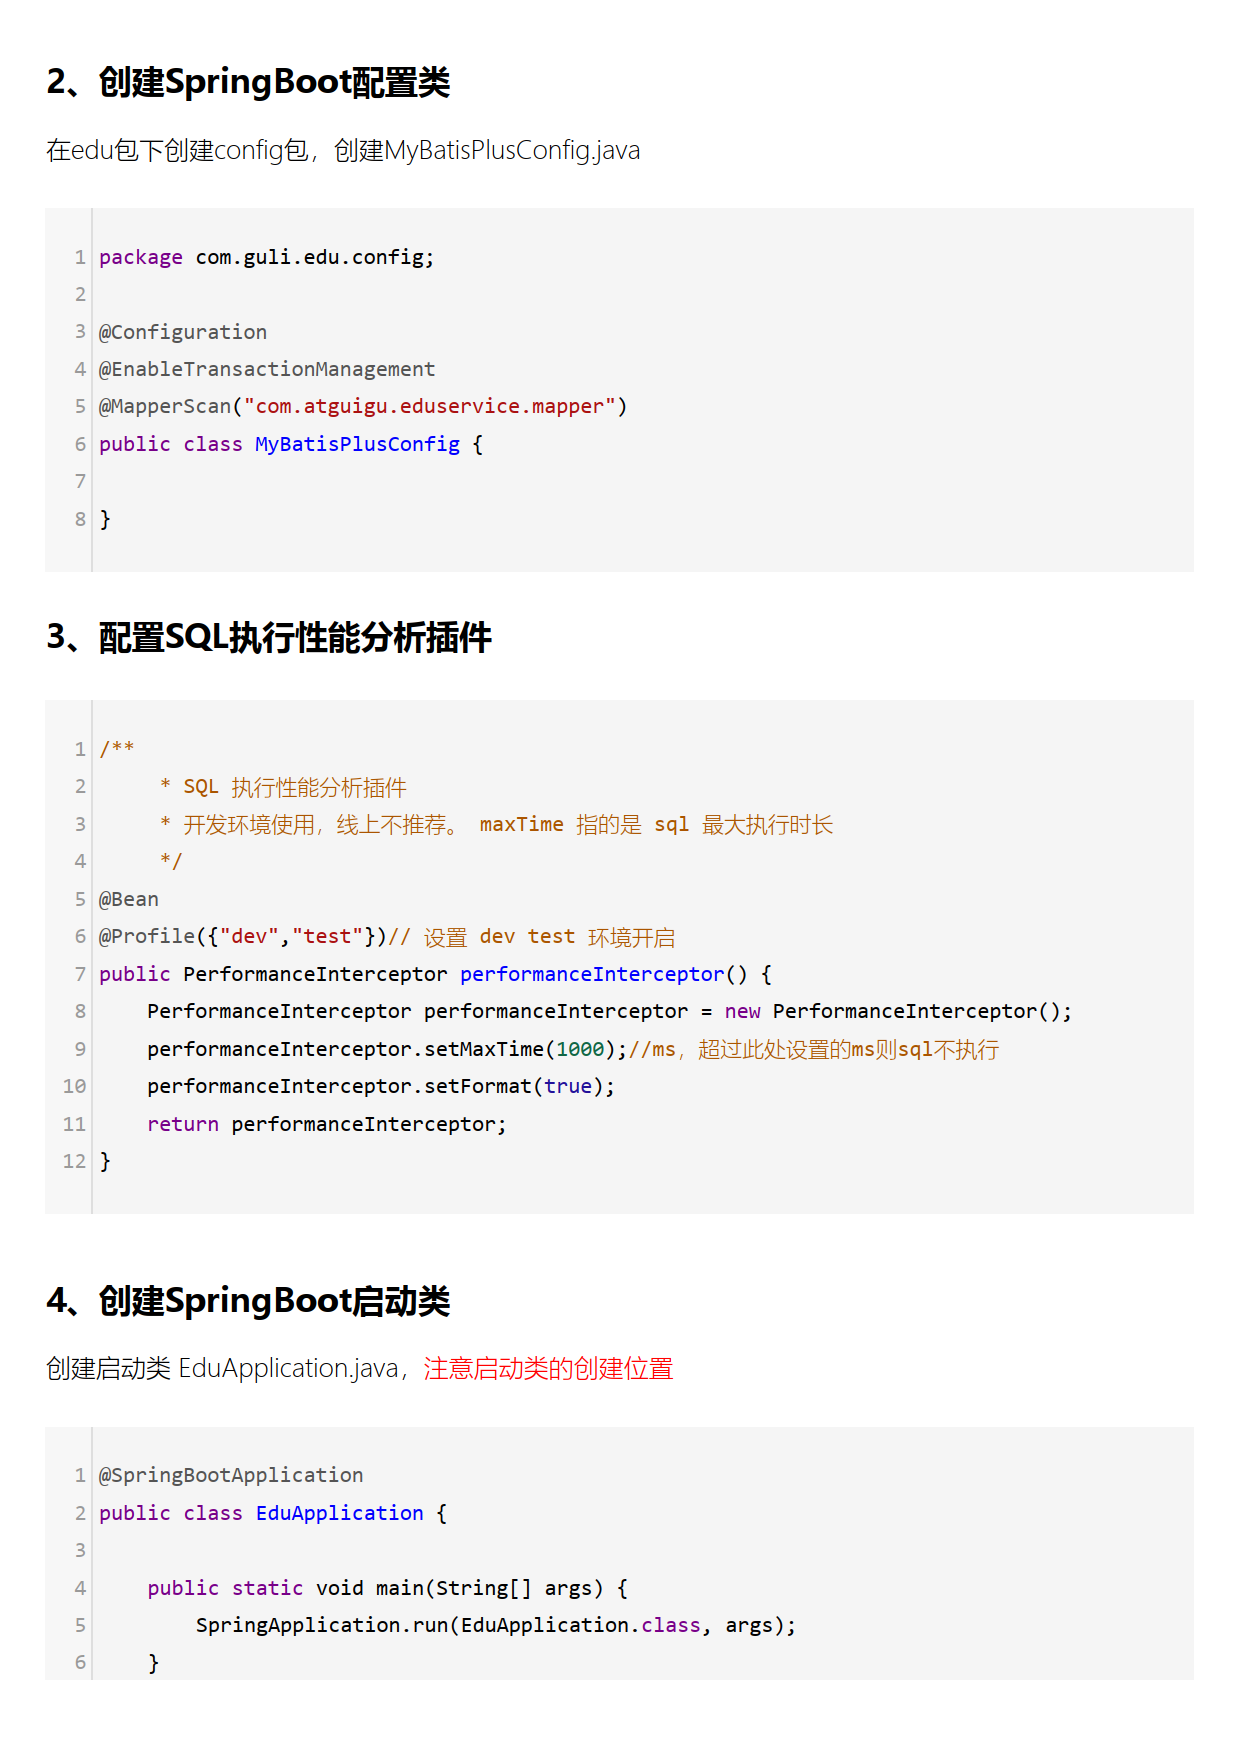 2、创建SpringBoot配置类
在edu包下创建config包，创建MyBatisPlusConfig.java
1 package com.guli.edu.config;
2
3 @Configuration
4 @EnableTransactionManagement
5 @MapperScan("com.atguigu.eduservice.mapper")
6 public class MyBatisPlusConfig {
7
8 }
3、配置SQL执行性能分析插件
1 /**
2      * SQL 执行性能分析插件
3      * 开发环境使用，线上不推荐。 maxTime 指的是 sql 最大执行时长
4      */
5 @Bean
6 @Profile({"dev","test"})// 设置 dev test 环境开启
7 public PerformanceInterceptor performanceInterceptor() {
8     PerformanceInterceptor performanceInterceptor = new PerformanceInterceptor();
9     performanceInterceptor.setMaxTime(1000);//ms，超过此处设置的ms则sql不执行
10     performanceInterceptor.setFormat(true);
11     return performanceInterceptor;
12 }
4、创建SpringBoot启动类
创建启动类 EduApplication.java，注意启动类的创建位置
1 @SpringBootApplication
2 public class EduApplication {
3
4     public static void main(String[] args) {
5         SpringApplication.run(EduApplication.class, args);
6     }